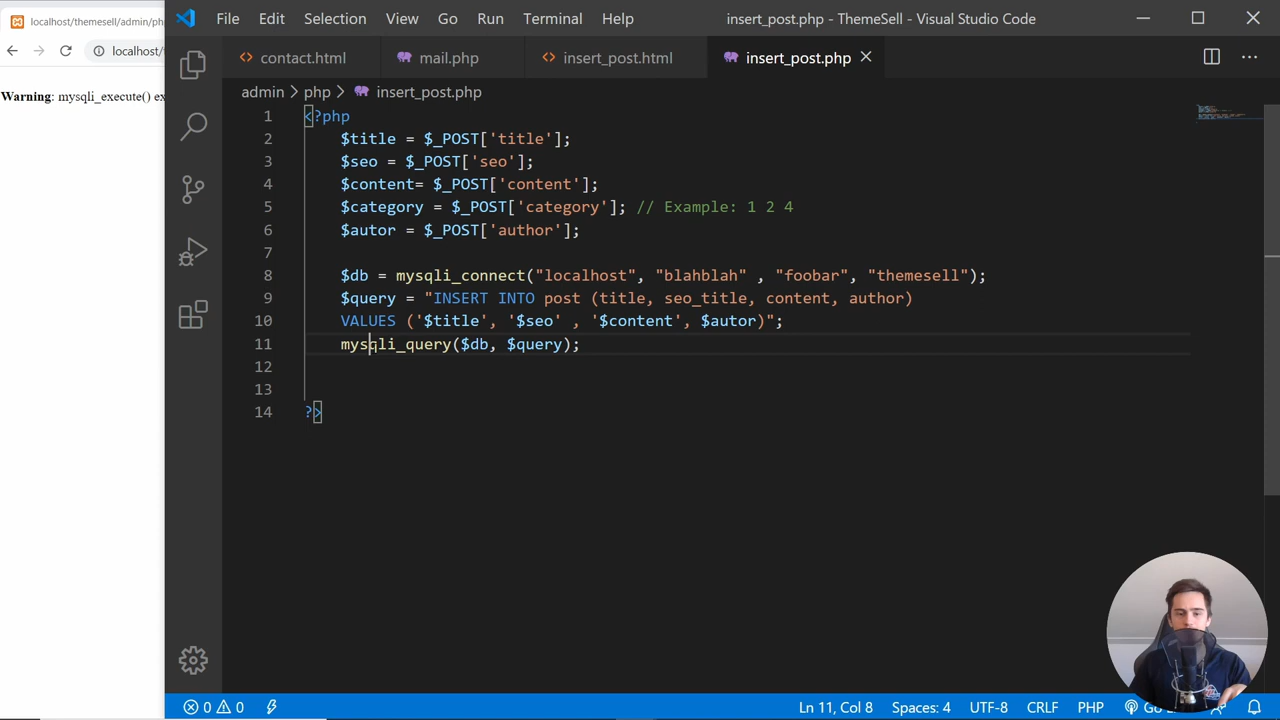 File Edit Selection View Go Run Terminal Help insert_post.php - ThemeSell - Visual Studio Code
localhost/themesell/admin/ph
localhost/
Warning: mysqli_execute() ex
contact.html mail.php insert_post.html insert_post.php
admin > php > insert_post.php
1 <?php
2 $title = $_POST['title'];
3 $seo = $_POST['seo'];
4 $content= $_POST['content'];
5 $category = $_POST['category']; // Example: 1 2 4
6 $autor = $_POST['author'];
7
8 $db = mysqli_connect("localhost", "blahblah" , "foobar", "themesell");
9 $query = "INSERT INTO post (title, seo_title, content, author)
10 VALUES ('$title', '$seo' , '$content', $autor)";
11 mysqli_query($db, $query);
12
13
14 ?>
0 0 Ln 11, Col 8 Spaces: 4 UTF-8 CRLF PHP Go